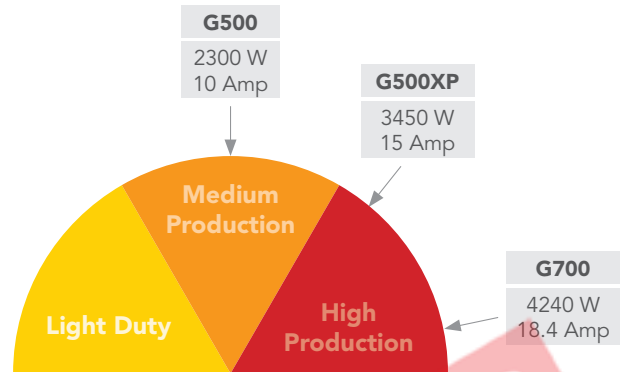 G500
2300 W
10 Amp
G500XP
3450 W
15 Amp
Medium
Production
G700
4240 W
18.4 Amp
Light Duty
High
Production